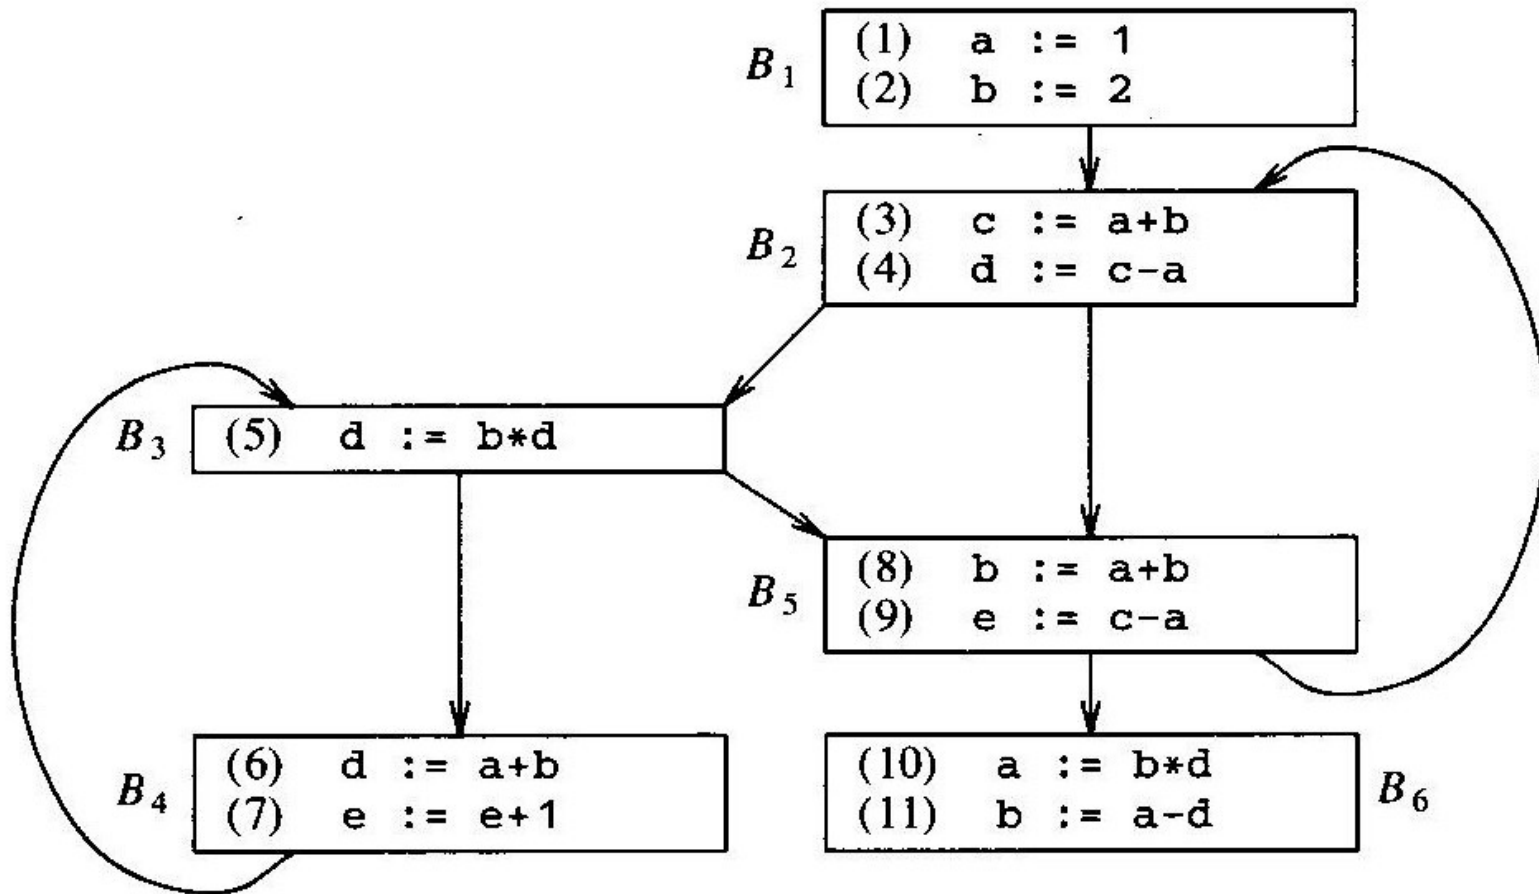 B1
(1) a := 1
(2) b := 2
B2
(3) c := a+b
(4) d := c-a
B3
(5) d := b*d
B5
(8) b := a+b
(9) e := c-a
B4
(6) d := a+b
(7) e := e+1
(10) a := b*d
(11) b := a-d
B6